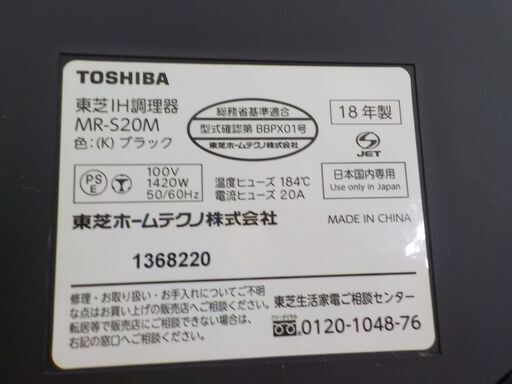 TOSHIBA
東芝IH調理器
MR-S20M
色:(K) ブラック
総務省基準適合
型式確認第 BBPX01号
東芝ホームテクノ株式会社
18年製
PS
E
100V
1420W
50/60Hz
温度ヒューズ 184℃
電流ヒューズ 20A
S
JET
日本国内専用
Use only in Japan
東芝ホームテクノ株式会社
MADE IN CHINA
1368220
修理・お取り扱い・お手入れについてご不明
な点はお買い上げの販売店へご相談ください。
転居等で販売店にご相談できない場合は、
右記の窓口へご相談ください。
東芝生活家電ご相談センター
フリーダイヤル
0120-1048-76